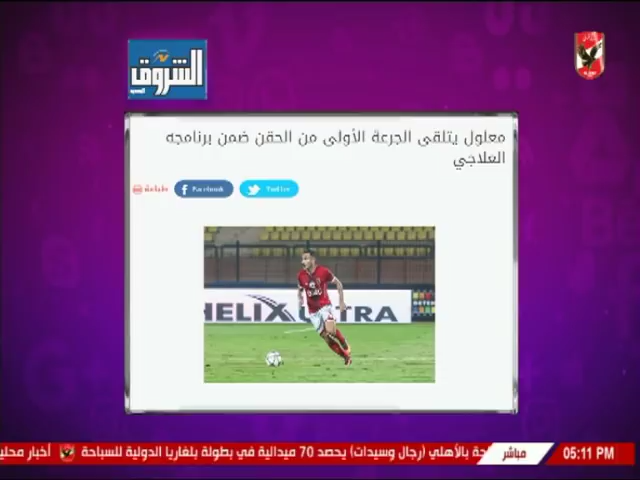 الشروق
معلول يتلقى الجرعة الأولى من الحقن ضمن برنامجه
العلاجي
طباعة
Facebook
Twitter
HELIX ULTRA
حة بالأهلي (رجال وسيدات) يحصد 70 ميدالية في بطولة بلغاريا الدولية للسباحة
أخبار محلية
مباشر
05:11 PM